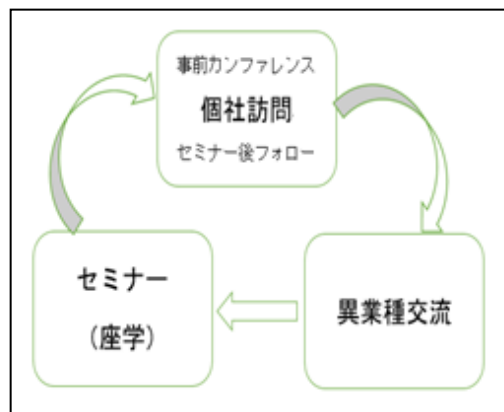 事前カンファレンス
個社訪問
セミナー後フォロー
セミナー
(座学)
異業種交流